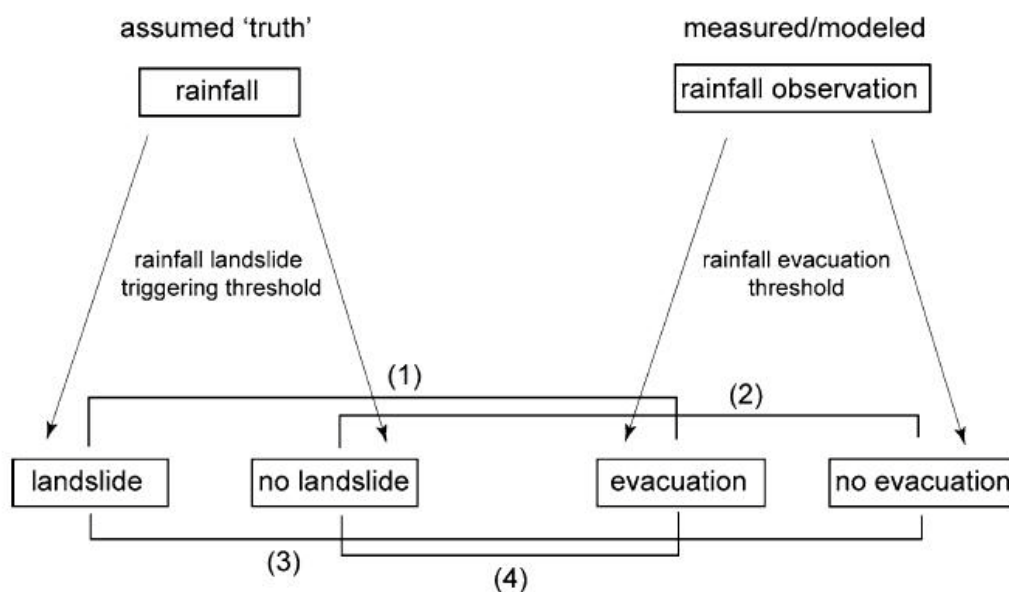 assumed ‘truth’
measured/modeled
rainfall
rainfall observation
rainfall landslide
triggering threshold
rainfall evacuation
threshold
(1)
(2)
landslide
no landslide
evacuation
no evacuation
(3)
(4)